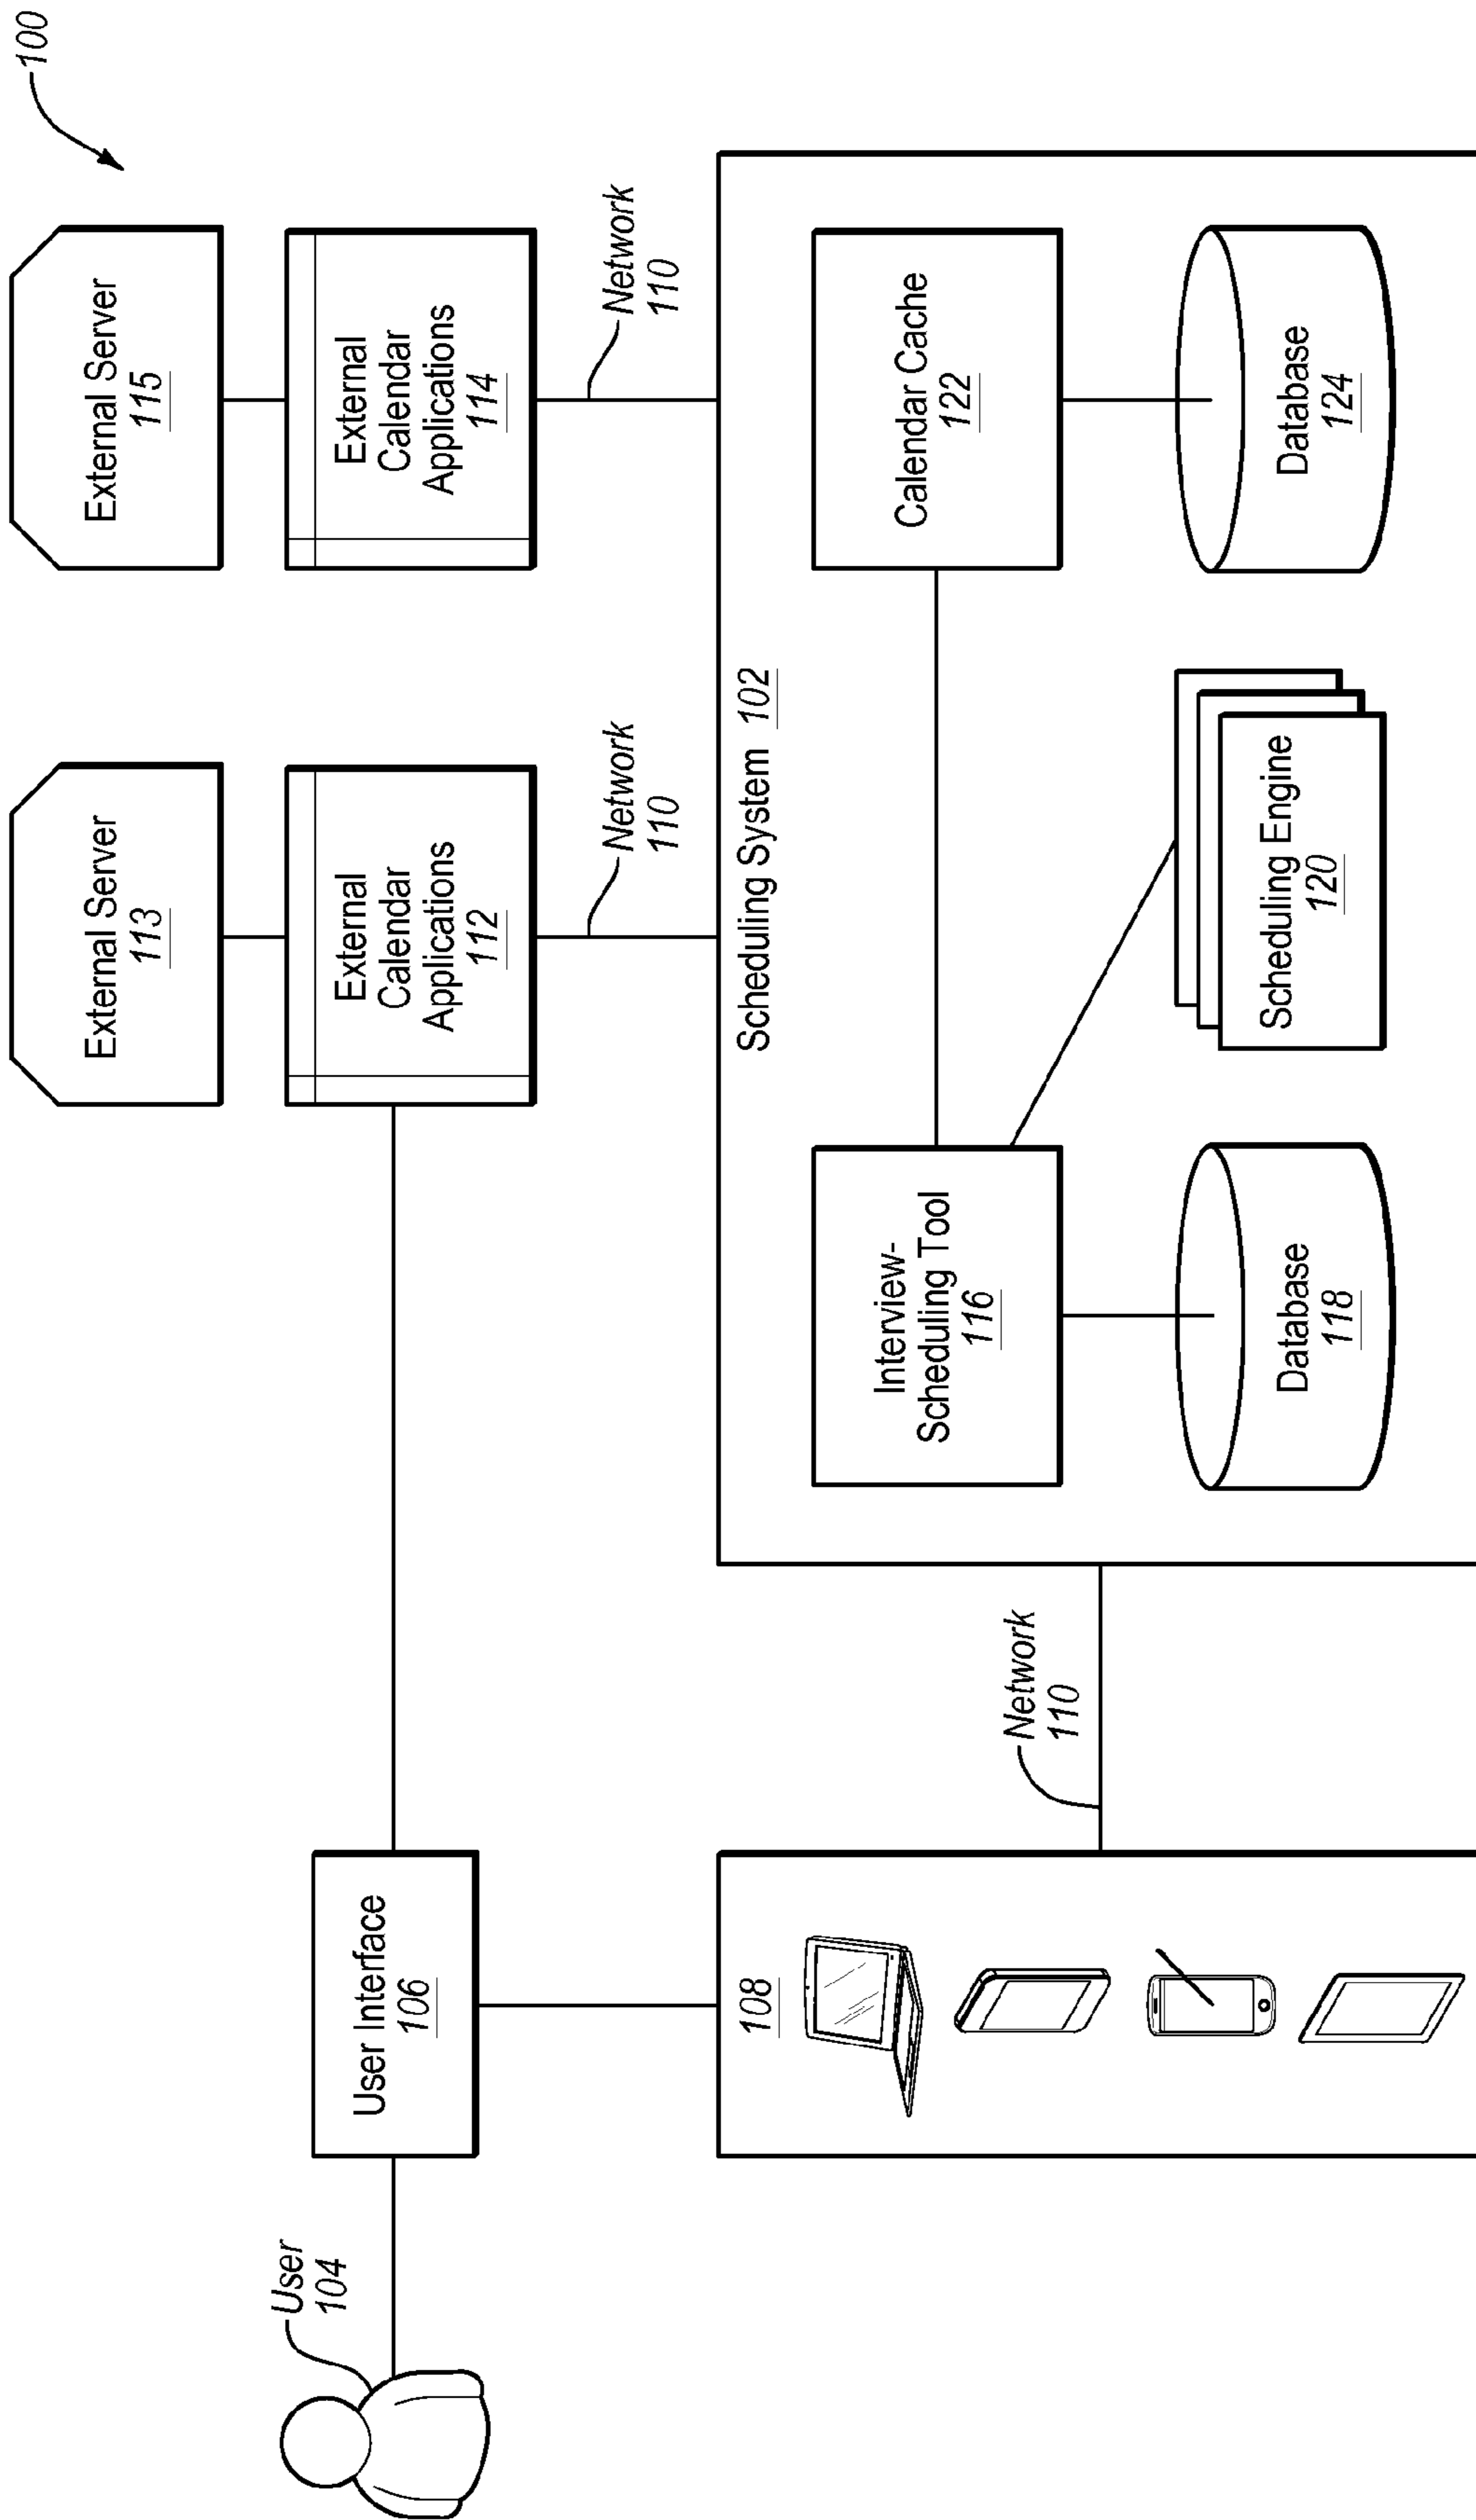 100
User
104
User Interface
106
108
Network
110
External Server
113
External
Calendar
Applications
112
Network
110
External Server
115
External
Calendar
Applications
114
Network
110
Scheduling System 102
Interview-
Scheduling Tool
116
Database
118
Scheduling Engine
120
Calendar Cache
122
Database
124